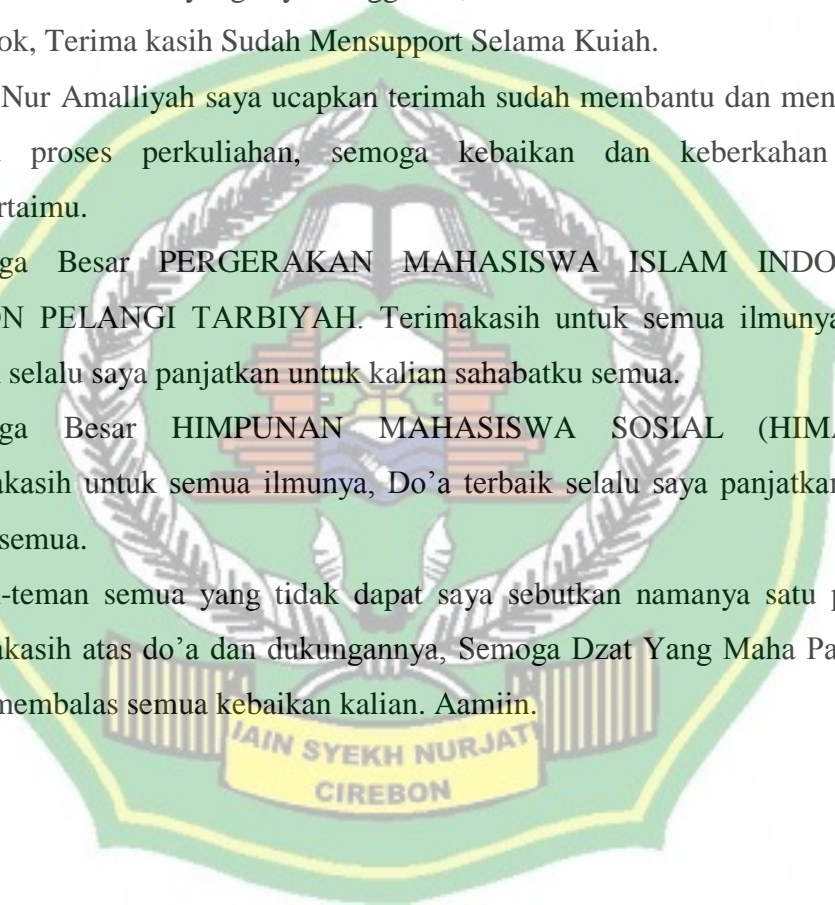 ok, Terima kasih Sudah Mensupport Selama Kuiah.
Nur Amalliyah saya ucapkan terimah sudah membantu dan men
proses perkuliahan, semoga kebaikan dan keberkahan
rtaimu.
ga Besar PERGERAKAN MAHASISWA ISLAM INDO
N PELANGI TARBIYAH. Terimakasih untuk semua ilmunya
selalu saya panjatkan untuk kalian sahabatku semua.
ga Besar HIMPUNAN MAHASISWA SOSIAL (HIMA
akasih untuk semua ilmunya, Do’a terbaik selalu saya panjatkan
semua.
-teman semua yang tidak dapat saya sebutkan namanya satu p
akasih atas do’a dan dukungannya, Semoga Dzat Yang Maha Pa
membalas semua kebaikan kalian. Aamiin.
IAIN SYEKH NURJATI
CIREBON